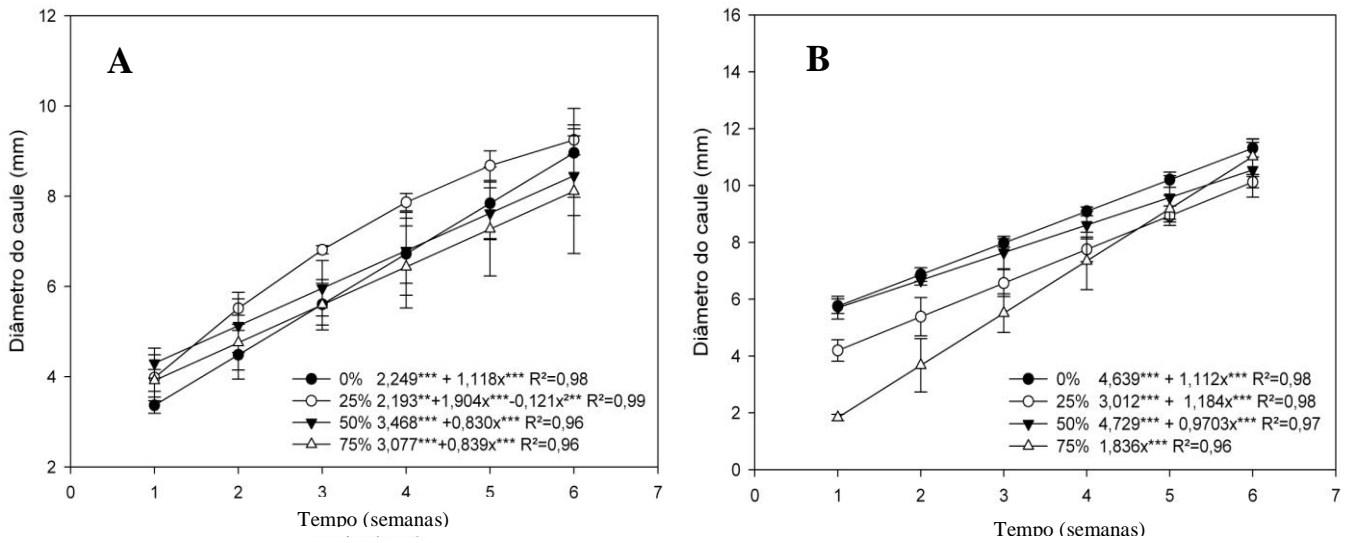 A
Diâmetro do caule (mm)
12
10
8
6
4
2
0% 2,249*** + 1,118x*** R²=0,98
25% 2,193**+1,904x***-0,121x²** R²=0,99
50% 3,468*** +0,830x*** R²=0,96
75% 3,077***+0,839x*** R²=0,96
0 1 2 3 4 5 6 7
Tempo (semanas)
B
Diâmetro do caule (mm)
16
14
12
10
8
6
4
2
0
0% 4,639*** + 1,112x*** R²=0,98
25% 3,012*** + 1,184x*** R²=0,98
50% 4,729*** + 0,9703x*** R²=0,97
75% 1,836x*** R²=0,96
0 1 2 3 4 5 6 7
Tempo (semanas)